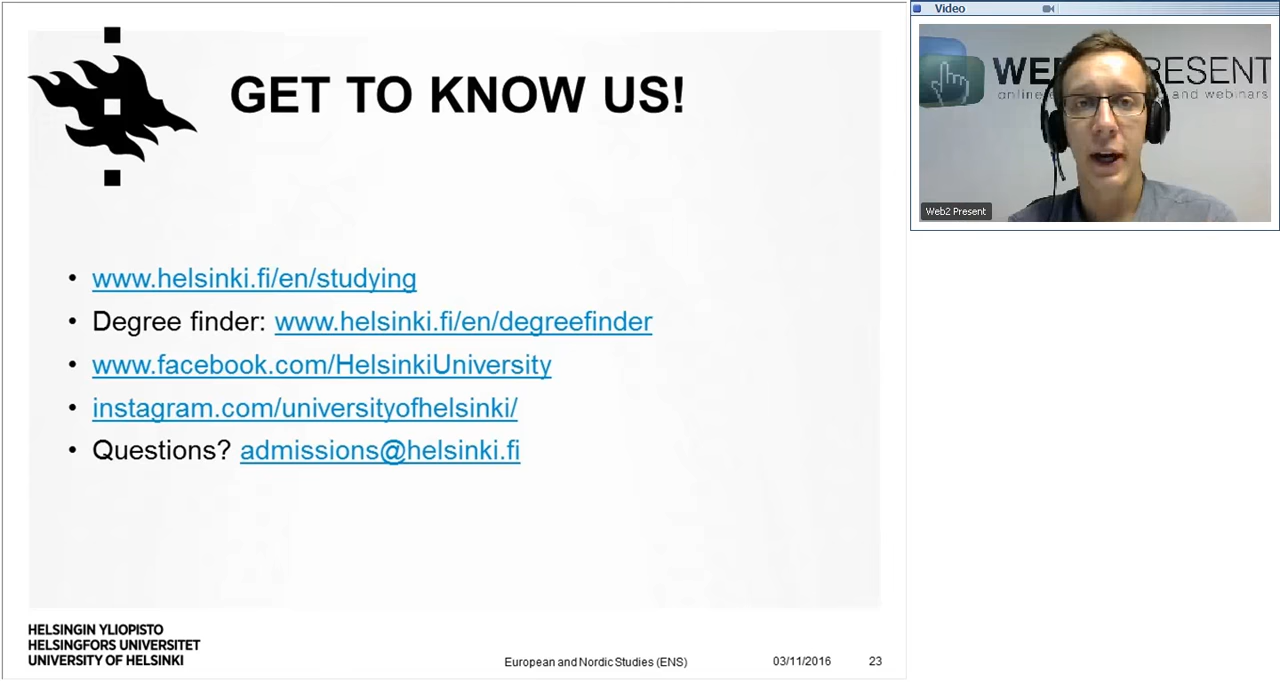 GET TO KNOW US!
• www.helsinki.fi/en/studying
• Degree finder: www.helsinki.fi/en/degreefinder
• www.facebook.com/HelsinkiUniversity
• instagram.com/universityofhelsinki/
• Questions? admissions@helsinki.fi
HELSINGIN YLIOPISTO
HELSINGFORS UNIVERSITET
UNIVERSITY OF HELSINKI
European and Nordic Studies (ENS)
03/11/2016
23
Video
WEB RESENT
online and webinars
Web2 Present